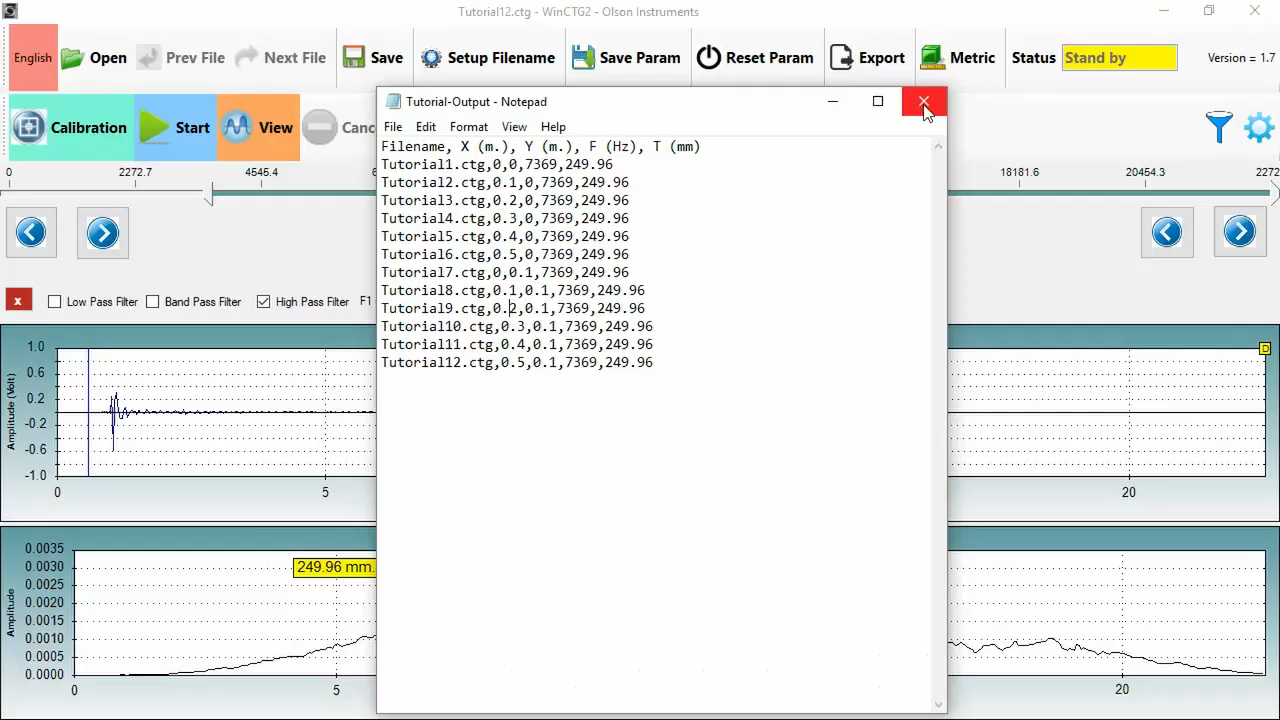 Tutorial12.ctg - WinCTG2 - Olson Instruments
English
Open
Prev File
Next File
Save
Setup Filename
Save Param
Reset Param
Export
Metric
Status
Stand by
Version = 1.7
Calibration
Start
View
Canc
Tutorial-Output - Notepad
File Edit Format View Help
0 2272.7 4545.4 6 18181.6 20464.3 2272
Filename, X (m.), Y (m.), F (Hz), T (mm)
Tutorial1.ctg,0,0,7369,249.96
Tutorial2.ctg,0.1,0,7369,249.96
Tutorial3.ctg,0.2,0,7369,249.96
Tutorial4.ctg,0.3,0,7369,249.96
Tutorial5.ctg,0.4,0,7369,249.96
Tutorial6.ctg,0.5,0,7369,249.96
Tutorial7.ctg,0,0.1,7369,249.96
Tutorial8.ctg,0.1,0.1,7369,249.96
Tutorial9.ctg,0.2,0.1,7369,249.96
Tutorial10.ctg,0.3,0.1,7369,249.96
Tutorial11.ctg,0.4,0.1,7369,249.96
Tutorial12.ctg,0.5,0.1,7369,249.96
x Low Pass Filter Band Pass Filter High Pass Filter F1
D
Amplitude (Volt)
1.0
0.6
0.2
-0.2
-0.6
-1.0
0 5 20
Amplitude
0.0035
0.0030
0.0025
0.0020
0.0015
0.0010
0.0005
0.0000
249.96 mm.
0 5 20